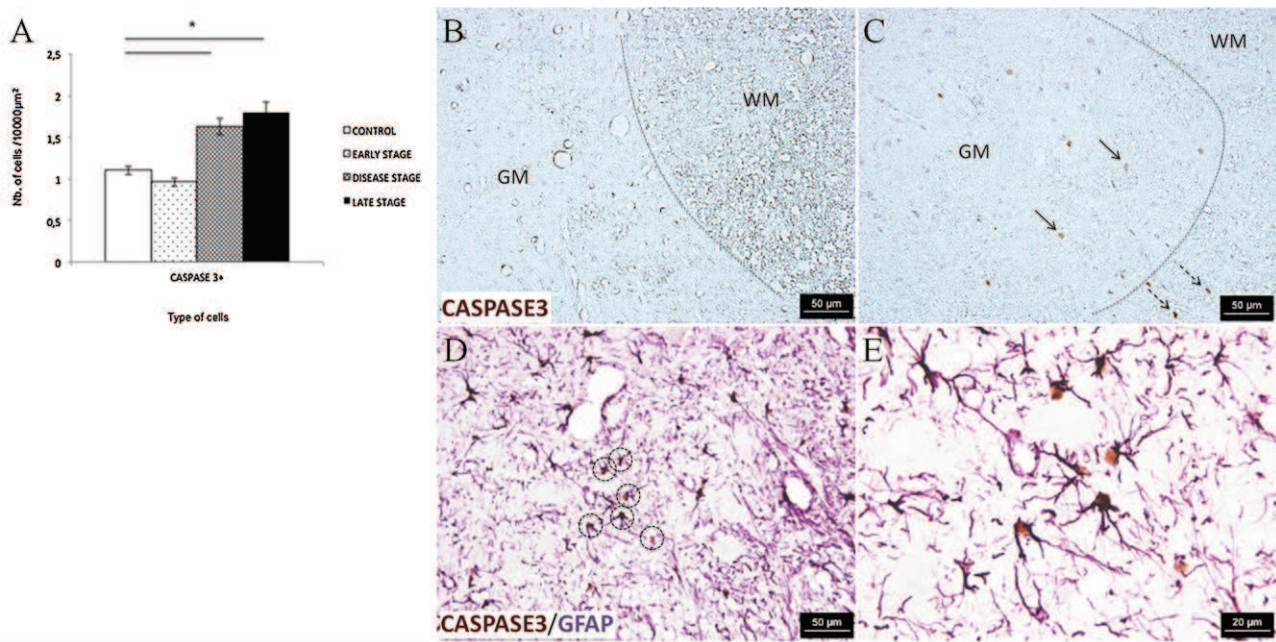 A
*
2,5
2
1,5
1
0,5
0
Nb. of cells /10000µm²
CASPASE 3+
Type of cells
CONTROL
EARLY STAGE
DISEASE STAGE
LATE STAGE
B
GM
WM
CASPASE3
50 µm
C
WM
GM
50 µm
D
CASPASE3/GFAP
50 µm
E
20 µm